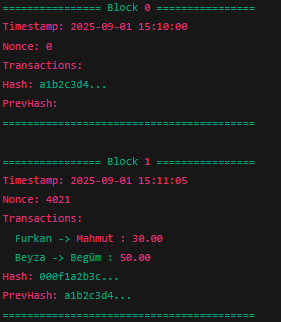 ================ Block 0 ================
Timestamp: 2025-09-01 15:10:00
Nonce: 0
Transactions:
Hash: a1b2c3d4...
PrevHash:
=========================================
================ Block 1 ================
Timestamp: 2025-09-01 15:11:05
Nonce: 4021
Transactions:
  Furkan -> Mahmut : 30.00
  Beyza -> Begüm : 50.00
Hash: 000f1a2b3c...
PrevHash: a1b2c3d4...
=========================================